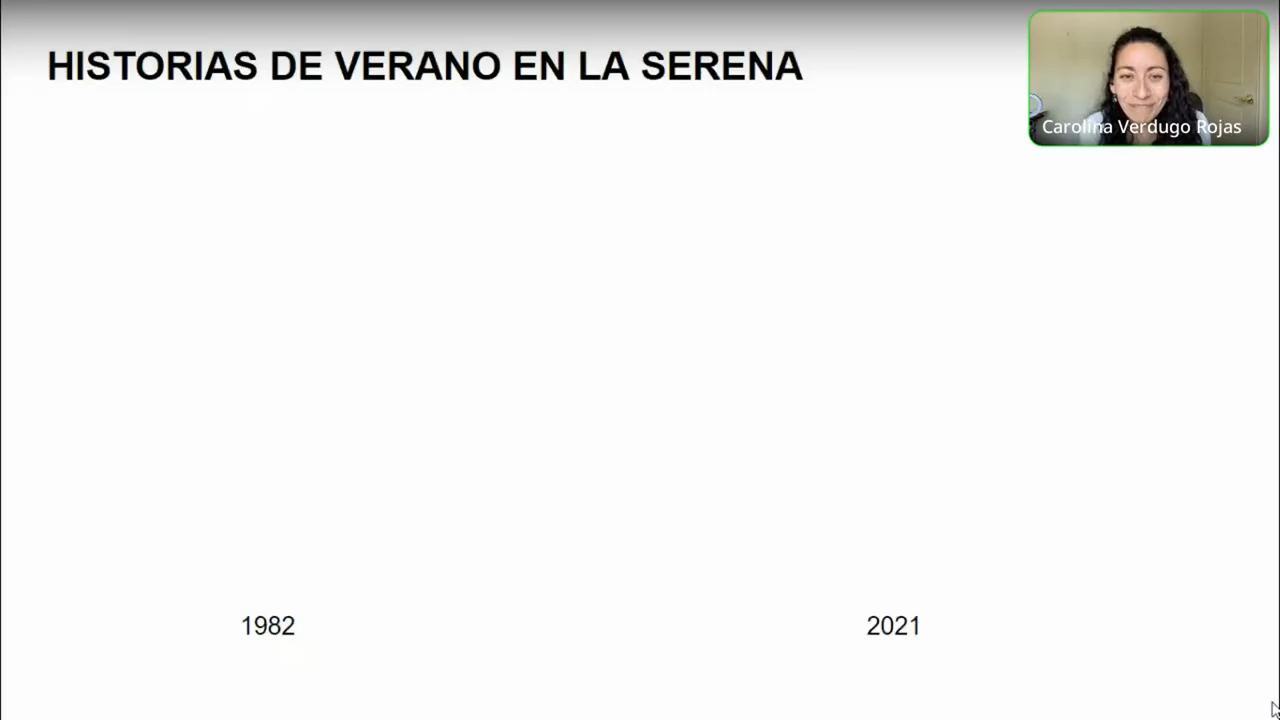 HISTORIAS DE VERANO EN LA SERENA
Carolina Verdugo Rojas
1982
2021